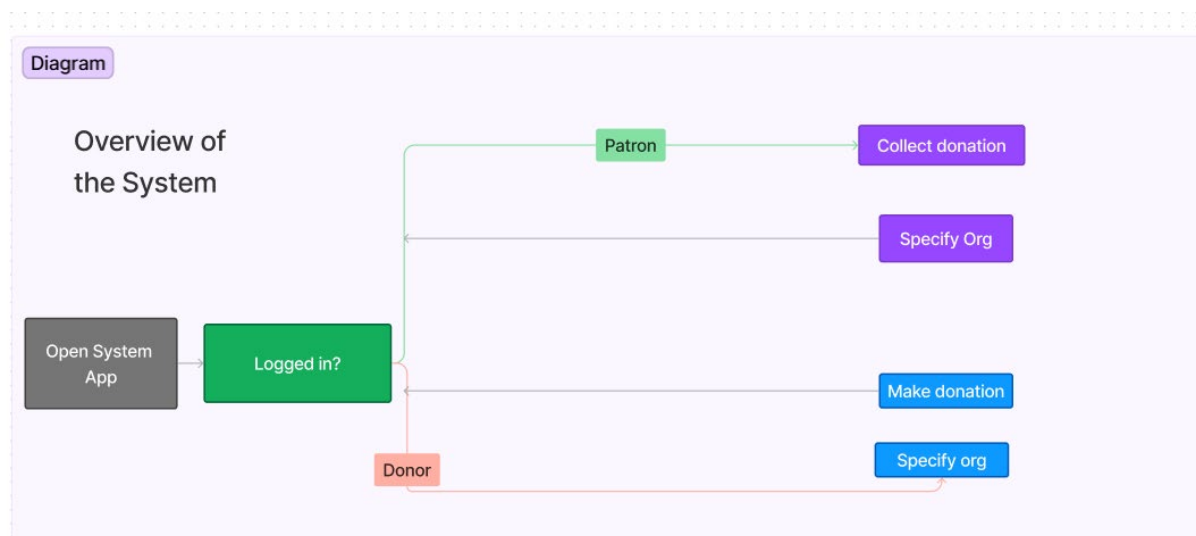 Diagram
Overview of
the System
Patron
Collect donation
Specify Org
Open System
App
Logged in?
Make donation
Donor
Specify org